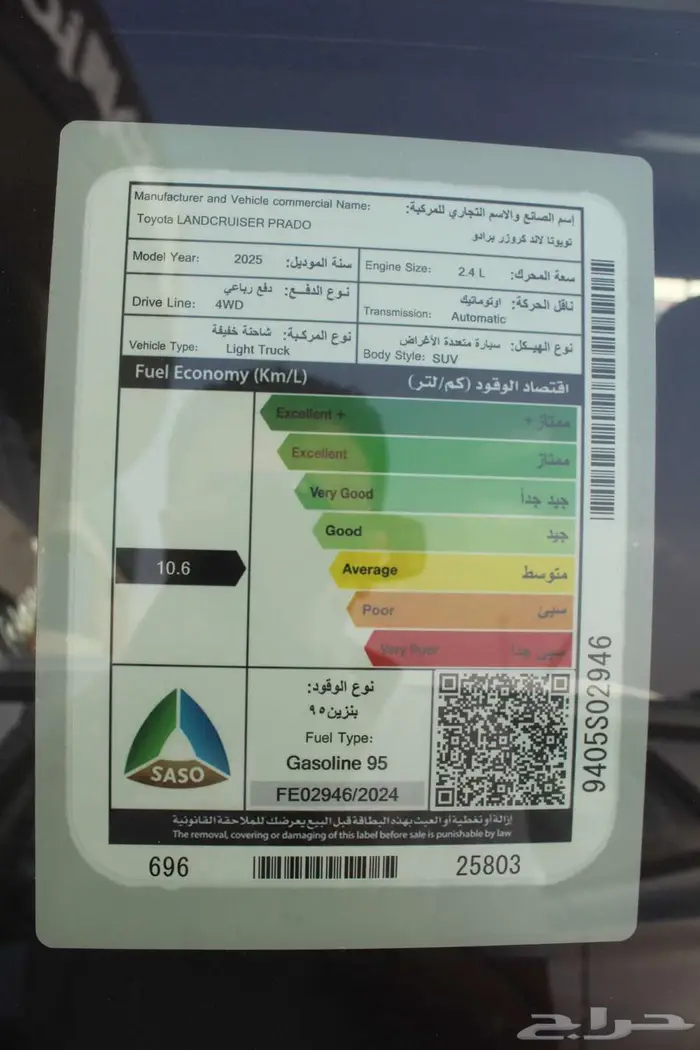 Manufacturer and Vehicle commercial Name: إسم الصانع والاسم التجاري للمركبة:
Toyota LANDCRUISER PRADO تويوتا لاند كروزر برادو
Model Year: 2025 سنة الموديل:
Engine Size: 2.4 L سعة المحرك:
Drive Line: 4WD نوع الدفـع: دفع رباعي
Transmission: Automatic ناقل الحركة: اوتوماتيك
Vehicle Type: Light Truck نوع المركبة: شاحنة خفيفة
Body Style: SUV نوع الهيكل: سيارة متعددة الأغراض
Fuel Economy (Km/L) اقتصاد الوقود (كم/لتر)
Excellent + ممتاز +
Excellent ممتاز
Very Good جيد جداً
Good جيد
10.6
Average متوسط
Poor سيئ
Very Poor سيئ جداً
SASO
نوع الوقود:
بنزين ٩٥
Fuel Type:
Gasoline 95
FE02946/2024
9405S02946
إزالة أو تغطية أو العبث بهذه البطاقة قبل البيع يعرضك للملاحقة القانونية
The removal, covering or damaging of this label before sale is punishable by law
696 25803
حراج